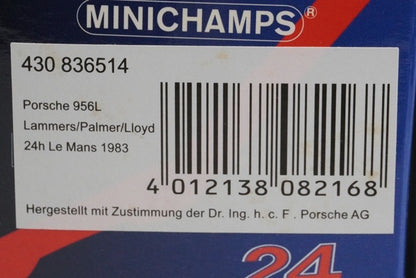 MINICHAMPS®
430 836514
Porsche 956L
Lammers/Palmer/Lloyd
24h Le Mans 1983
4 012138 082168
Hergestellt mit Zustimmung der Dr. Ing. h. c. F . Porsche AG
24